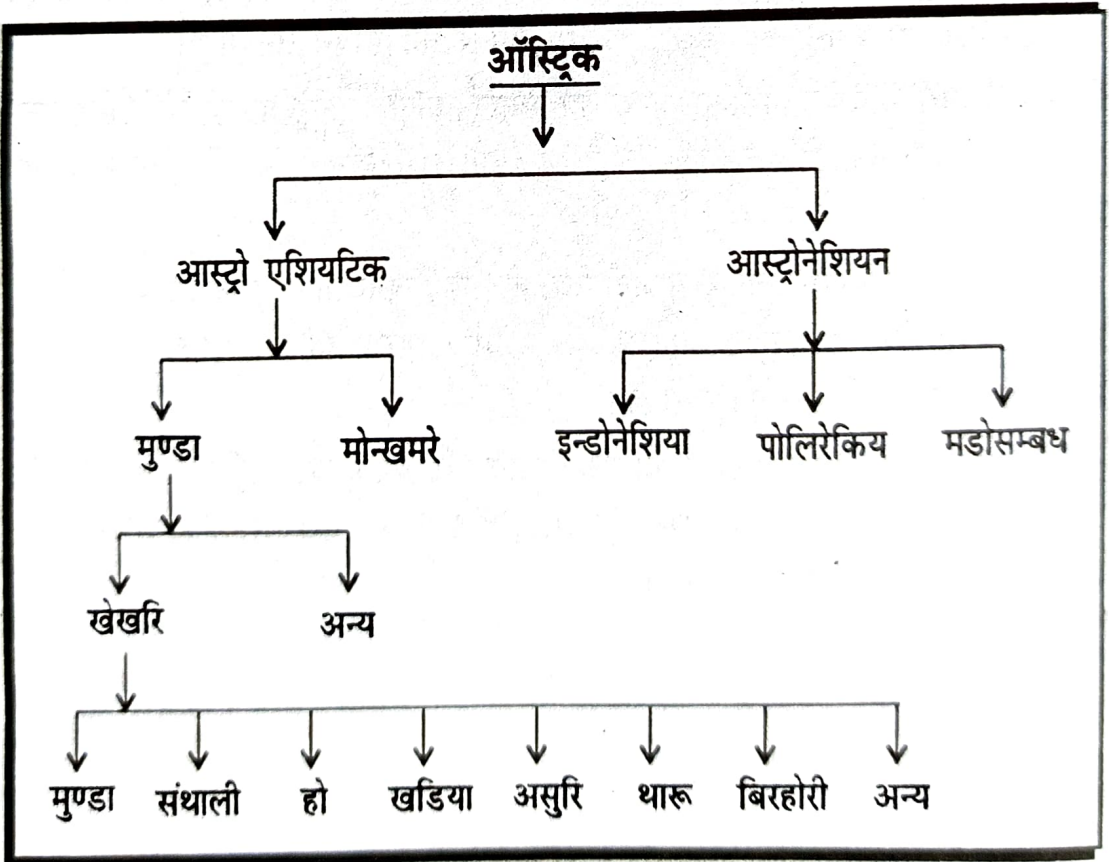 ऑस्ट्रिक
आस्ट्रो एशियटिक आस्ट्रोनेशियन
मुण्डा मोन्खमरे इन्डोनेशिया पोलिरेकिय मडोसम्बध
खेखरि अन्य
मुण्डा संथाली हो खडिया असुरि थारू बिरहोरी अन्य